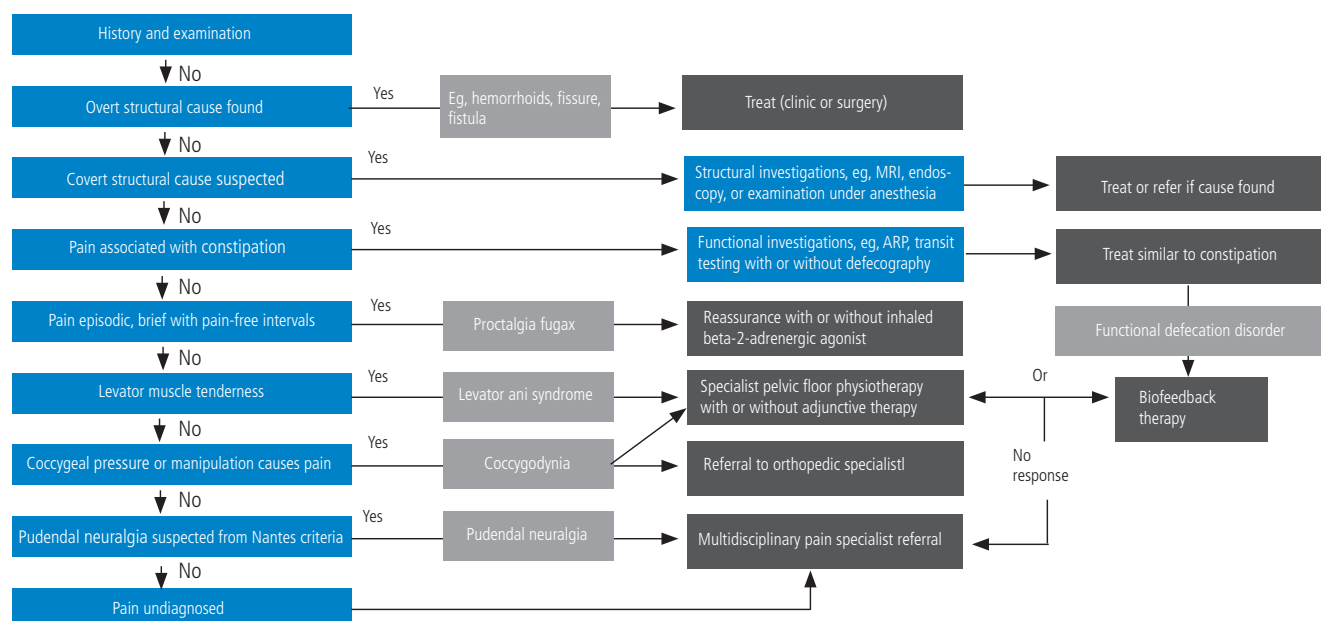 History and examination
No
Overt structural cause found
Yes
Eg, hemorrhoids, fissure,
fistula
Treat (clinic or surgery)
No
Covert structural cause suspected
Yes
Structural investigations, eg, MRI, endos-
copy, or examination under anesthesia
Treat or refer if cause found
No
Pain associated with constipation
Yes
Functional investigations, eg, ARP, transit
testing with or without defecography
Treat similar to constipation
No
Pain episodic, brief with pain-free intervals
Yes
Proctalgia fugax
Reassurance with or without inhaled
beta-2-adrenergic agonist
Functional defecation disorder
No
Levator muscle tenderness
Yes
Levator ani syndrome
Specialist pelvic floor physiotherapy
with or without adjunctive therapy
Or
Biofeedback
therapy
No
Coccygeal pressure or manipulation causes pain
Yes
Coccygodynia
Referral to orthopedic specialistl
No
response
No
Pudendal neuralgia suspected from Nantes criteria
Yes
Pudendal neuralgia
Multidisciplinary pain specialist referral
No
Pain undiagnosed